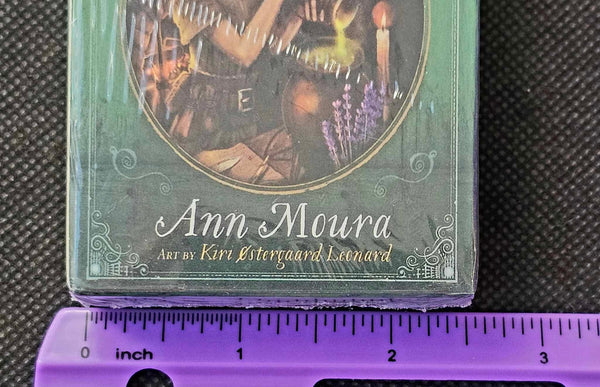 Ann Moura
Art by Kiri Østergaard Leonard
0 inch 1 2 3